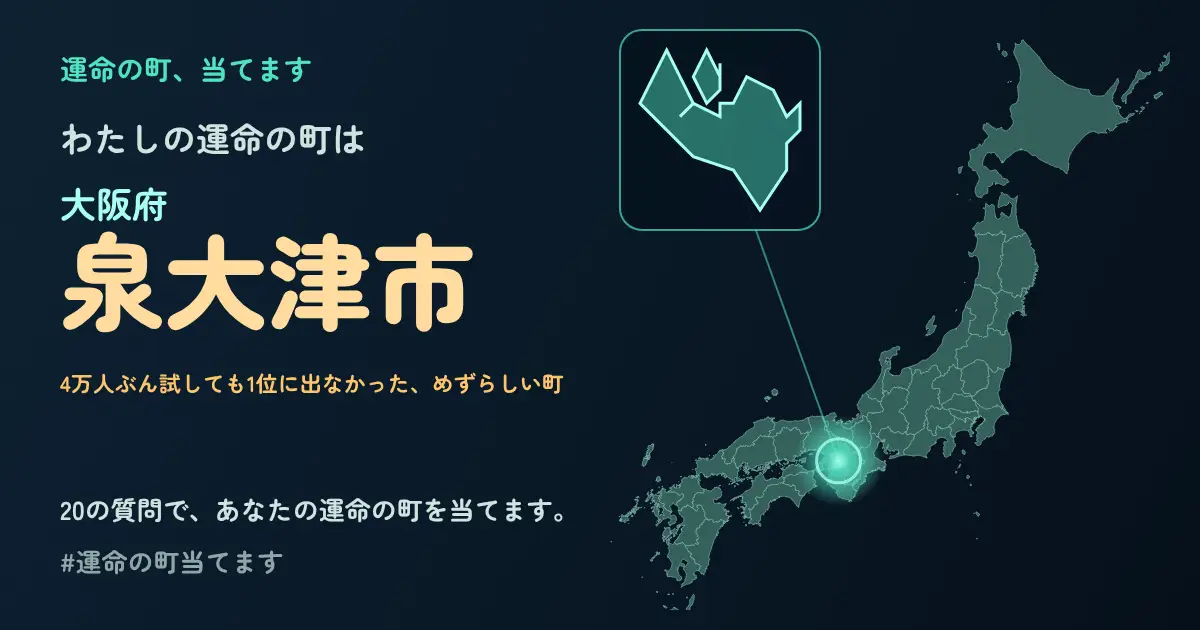 運命の町、当てます
わたしの運命の町は
大阪府
泉大津市
4万人ぶん試しても1位に出なかった、めずらしい町
20の質問で、あなたの運命の町を当てます。
#運命の町当てます